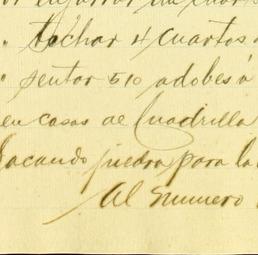 " techar 4 cuartos
" sentar 510 adobes à
en casas de Cuadrilla
sacando piedra para la
Al numero